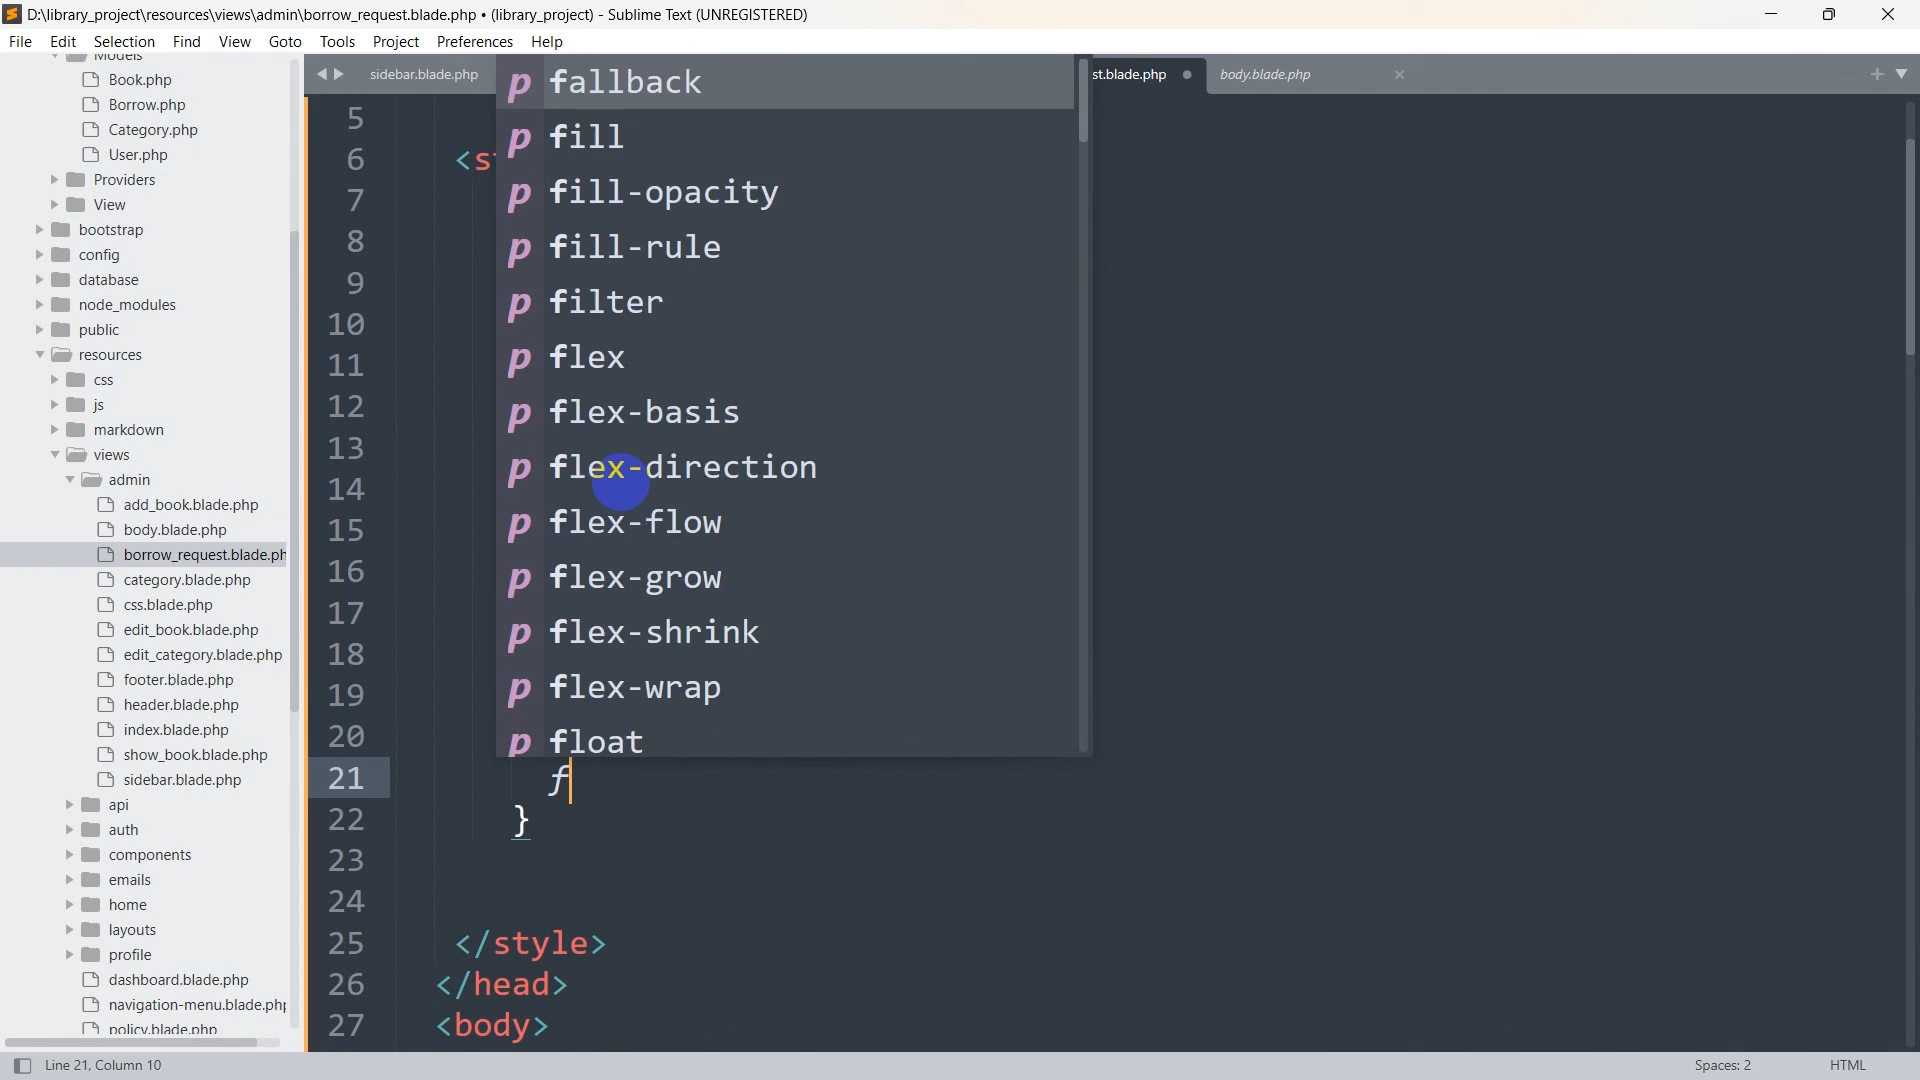 D:\library_project\resources\views\admin\borrow_request.blade.php • (library_project) - Sublime Text (UNREGISTERED)
File Edit Selection Find View Goto Tools Project Preferences Help
Models
Book.php
Borrow.php
Category.php
User.php
Providers
View
bootstrap
config
database
node_modules
public
resources
css
js
markdown
views
admin
add_book.blade.php
body.blade.php
borrow_request.blade.ph
category.blade.php
css.blade.php
edit_book.blade.php
edit_category.blade.php
footer.blade.php
header.blade.php
index.blade.php
show_book.blade.php
sidebar.blade.php
api
auth
components
emails
home
layouts
profile
dashboard.blade.php
navigation-menu.blade.php
policy.blade.php
sidebar.blade.php st.blade.php body.blade.php
5
6 <st
7
8
9
10
11
12
13
14
15
16
17
18
19
20
21 f
22 }
23
24
25 </style>
26 </head>
27 <body>
p fallback
p fill
p fill-opacity
p fill-rule
p filter
p flex
p flex-basis
p flex-direction
p flex-flow
p flex-grow
p flex-shrink
p flex-wrap
p float
Line 21, Column 10 Spaces: 2 HTML